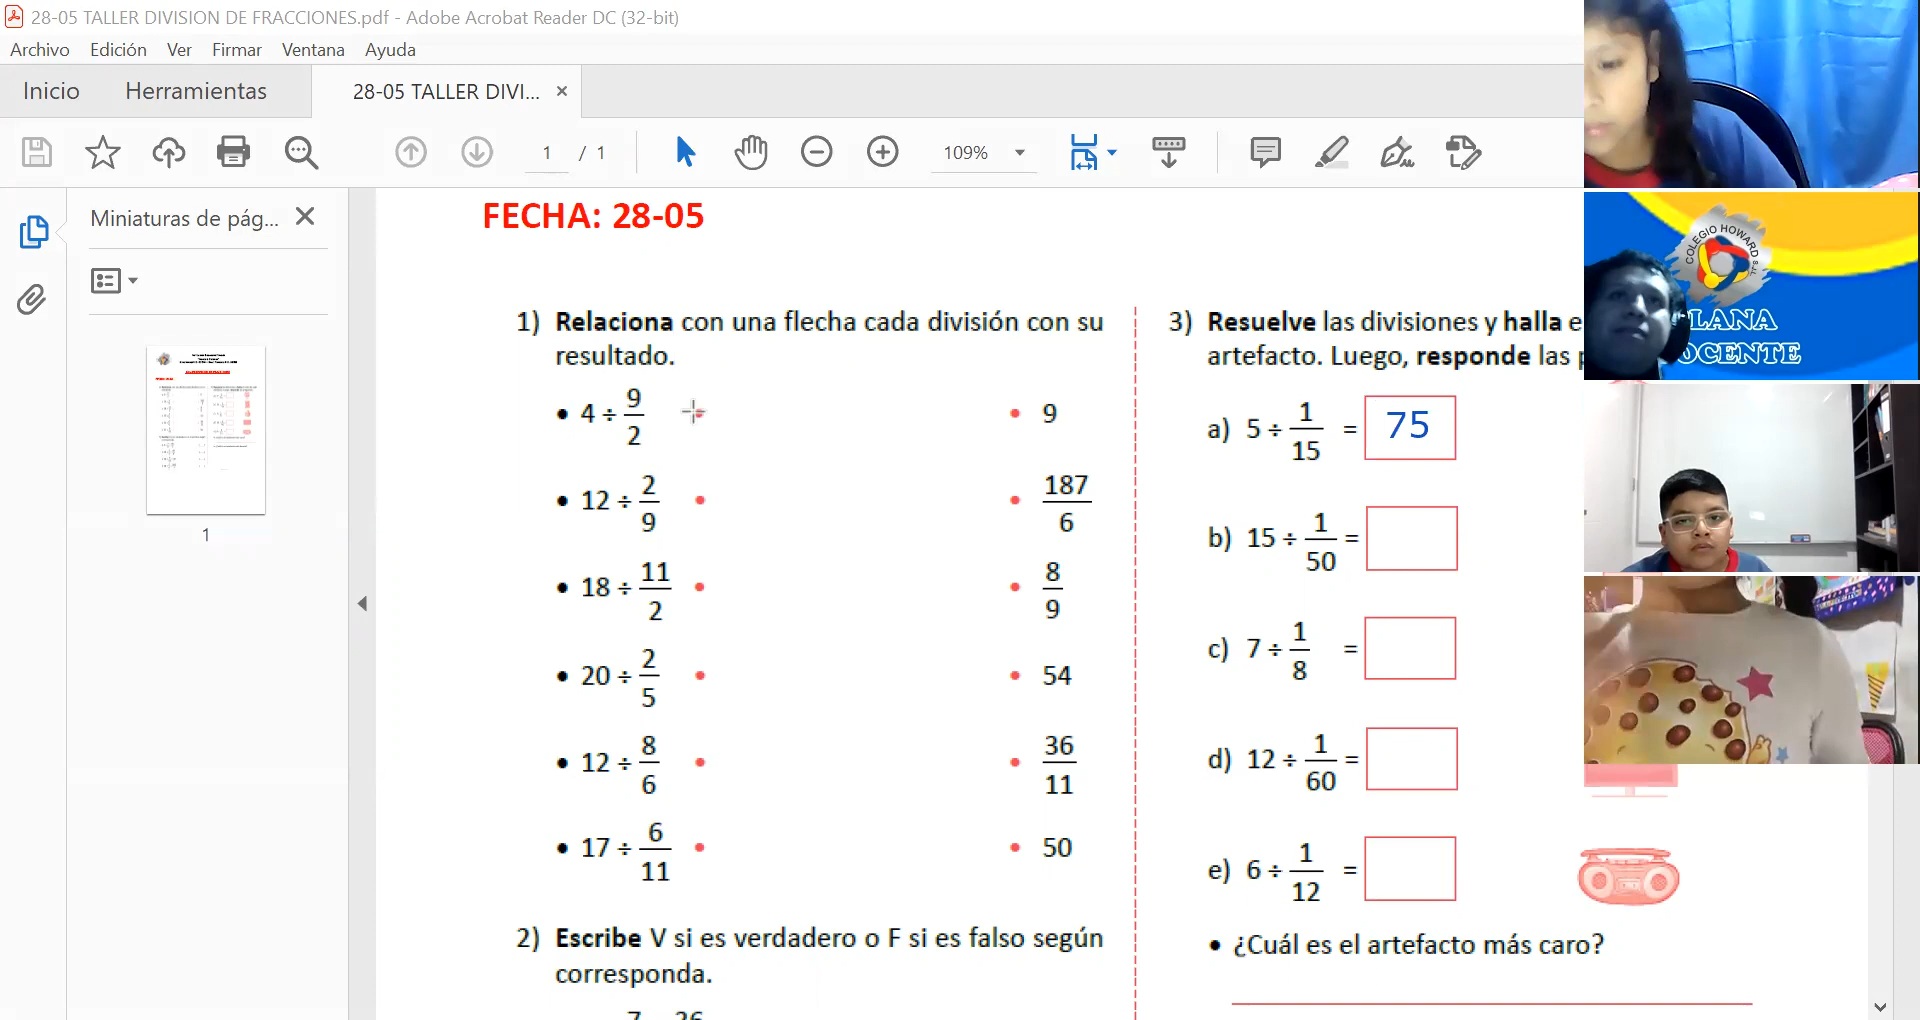 28-05 TALLER DIVISION DE FRACCIONES.pdf - Adobe Acrobat Reader DC (32-bit)
Archivo Edición Ver Firmar Ventana Ayuda
Inicio Herramientas 28-05 TALLER DIVI... ×
1 / 1 109%
Miniaturas de pág...
1
FECHA: 28-05
1) Relaciona con una flecha cada división con su
resultado.
• 4 ÷ 9/2 • • 9
• 12 ÷ 2/9 • • 187/6
• 18 ÷ 11/2 • • 8/9
• 20 ÷ 2/5 • • 54
• 12 ÷ 8/6 • • 36/11
• 17 ÷ 6/11 • • 50
2) Escribe V si es verdadero o F si es falso según
corresponda.
3) Resuelve las divisiones y halla e
artefacto. Luego, responde las p
a) 5 ÷ 1/15 = 75
b) 15 ÷ 1/50 =
c) 7 ÷ 1/8 =
d) 12 ÷ 1/60 =
e) 6 ÷ 1/12 =
• ¿Cuál es el artefacto más caro?
COLEGIO HOWARD S.J.L
LANA
OCENTE